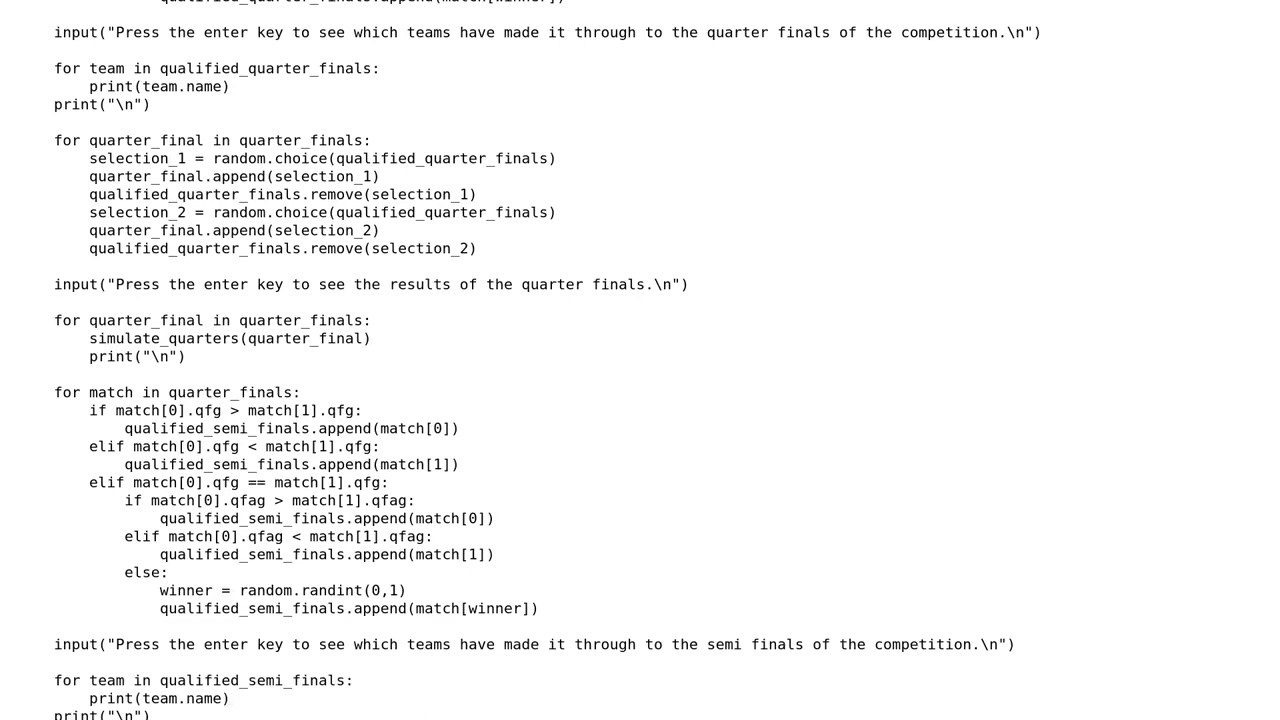 qualified_quarter_finals.append(match[winner])
input("Press the enter key to see which teams have made it through to the quarter finals of the competition.\n")
for team in qualified_quarter_finals:
    print(team.name)
print("\n")
for quarter_final in quarter_finals:
    selection_1 = random.choice(qualified_quarter_finals)
    quarter_final.append(selection_1)
    qualified_quarter_finals.remove(selection_1)
    selection_2 = random.choice(qualified_quarter_finals)
    quarter_final.append(selection_2)
    qualified_quarter_finals.remove(selection_2)
input("Press the enter key to see the results of the quarter finals.\n")
for quarter_final in quarter_finals:
    simulate_quarters(quarter_final)
    print("\n")
for match in quarter_finals:
    if match[0].qfg > match[1].qfg:
        qualified_semi_finals.append(match[0])
    elif match[0].qfg < match[1].qfg:
        qualified_semi_finals.append(match[1])
    elif match[0].qfg == match[1].qfg:
        if match[0].qfag > match[1].qfag:
            qualified_semi_finals.append(match[0])
        elif match[0].qfag < match[1].qfag:
            qualified_semi_finals.append(match[1])
        else:
            winner = random.randint(0,1)
            qualified_semi_finals.append(match[winner])
input("Press the enter key to see which teams have made it through to the semi finals of the competition.\n")
for team in qualified_semi_finals:
    print(team.name)
print("\n")